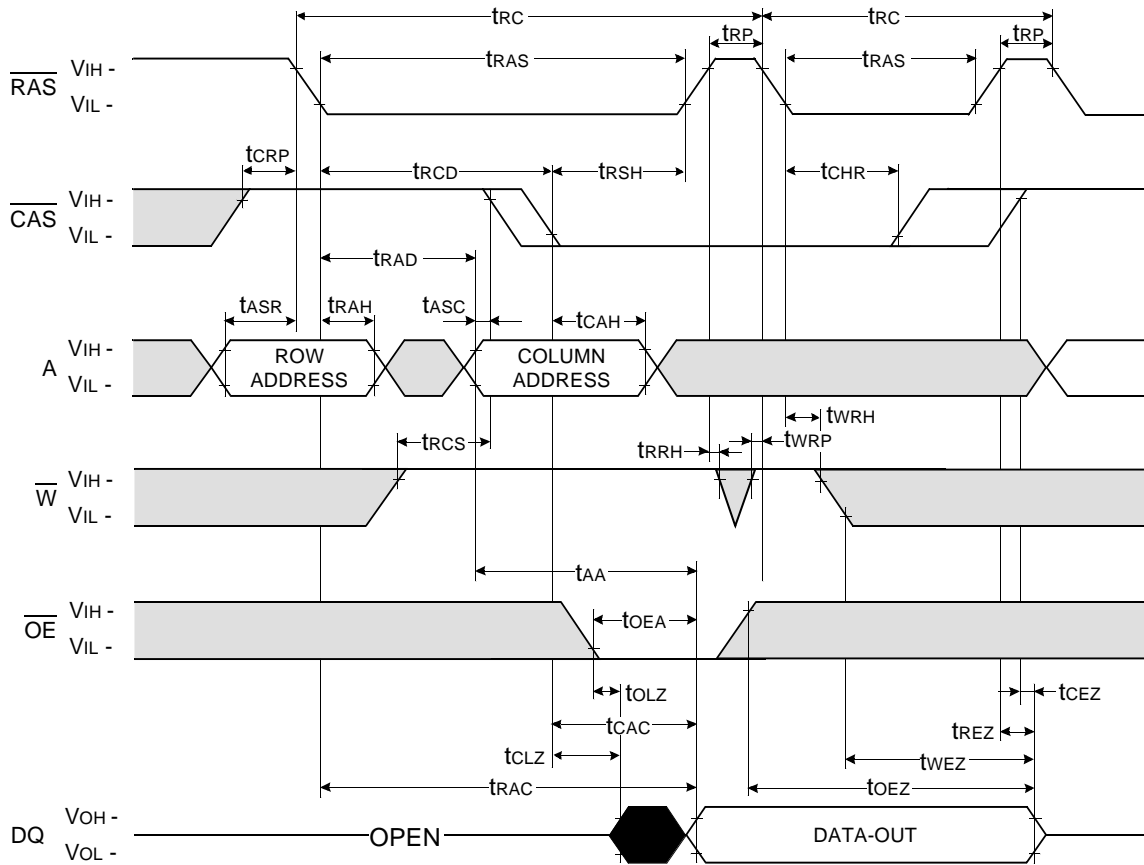 tRC tRC
tRP tRP
tRAS tRAS
RAS VIH -
VIL -
tCRP tRCD tRSH tCHR
CAS VIH -
VIL -
tRAD
tASR tRAH tASC tCAH
A VIH -
VIL -
ROW
ADDRESS
COLUMN
ADDRESS
tWRH
tRCS tRRH tWRP
W VIH -
VIL -
tAA
OE VIH -
VIL -
tOEA
tOLZ tCEZ
tCAC tREZ
tCLZ tWEZ
tRAC tOEZ
DQ VOH -
VOL -
OPEN DATA-OUT